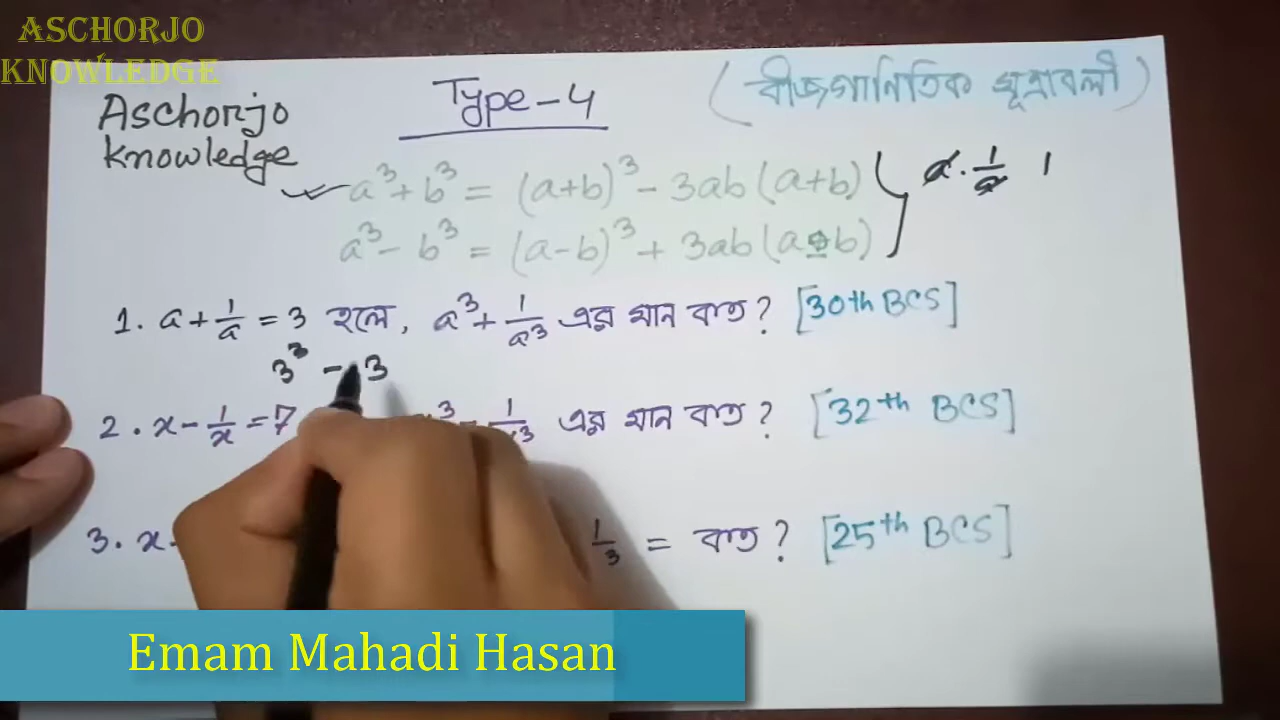 ASCHORJO
KNOWLEDGE
Aschorjo
Knowledge
Type-4
(বীজগাণিতিক সূত্রাবলী)
a³+b³ = (a+b)³ - 3ab(a+b)
a³- b³ = (a-b)³ + 3ab(a-b)
a · 1/a 1
1. a + 1/a = 3 হলে, a³ + 1/a³ এর মান কত? [30th BCS]
3³ - 3
2. x - 1/x = 7 এর মান কত? [32th BCS]
3. x- = কত? [25th BCS]
Emam Mahadi Hasan